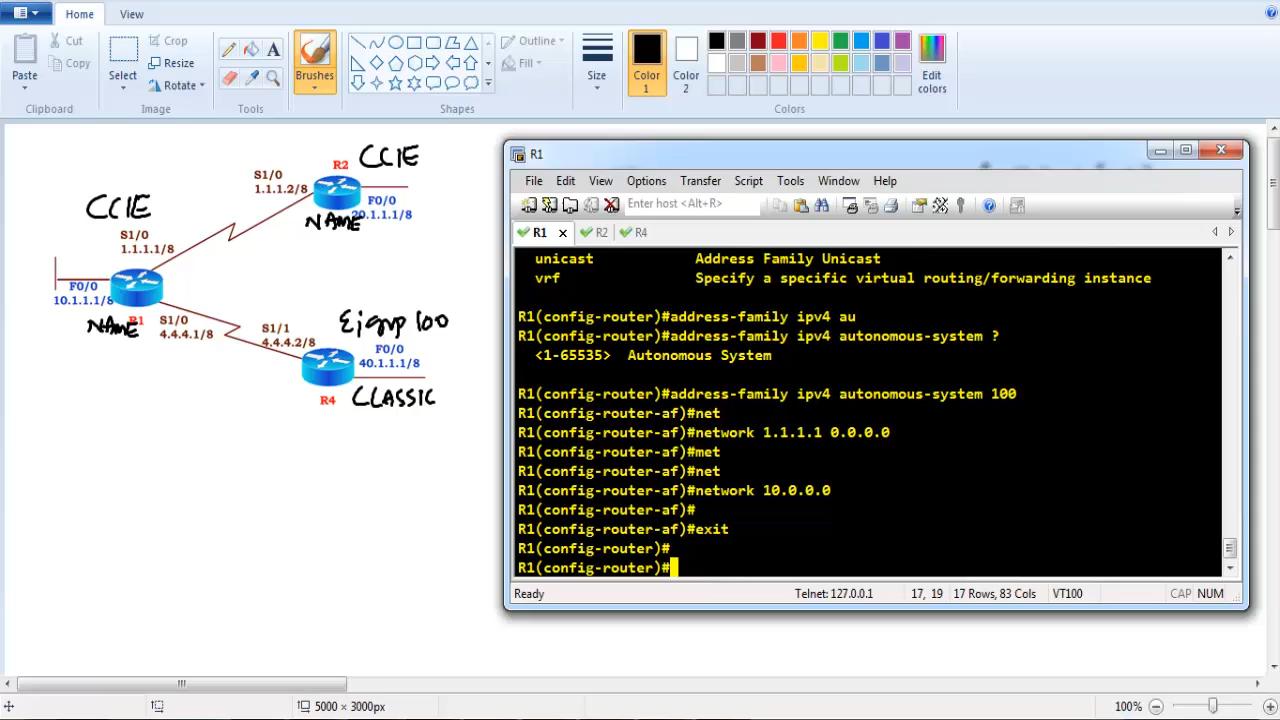 Home
View
Paste
Cut
Copy
Clipboard
Select
Crop
Resize
Rotate
Image
Tools
Brushes
Shapes
Outline
Fill
Size
Color 1
Color 2
Edit colors
Colors
R2
CCIE
S1/0
1.1.1.2/8
F0/0
20.1.1.1/8
NAME
CCIE
S1/0
1.1.1.1/8
F0/0
10.1.1.1/8
R1
NAME
S1/0
4.4.4.1/8
S1/1
4.4.4.2/8
Eigrp 100
F0/0
40.1.1.1/8
R4
CLASSIC
R1
File Edit View Options Transfer Script Tools Window Help
Enter host <Alt+R>
R1 R2 R4
unicast Address Family Unicast
vrf Specify a specific virtual routing/forwarding instance
R1(config-router)#address-family ipv4 au
R1(config-router)#address-family ipv4 autonomous-system ?
<1-65535> Autonomous System
R1(config-router)#address-family ipv4 autonomous-system 100
R1(config-router-af)#net
R1(config-router-af)#network 1.1.1.1 0.0.0.0
R1(config-router-af)#met
R1(config-router-af)#net
R1(config-router-af)#network 10.0.0.0
R1(config-router-af)#
R1(config-router-af)#exit
R1(config-router)#
R1(config-router)#
Ready Telnet: 127.0.0.1 17, 19 17 Rows, 83 Cols VT100 CAP NUM
5000 × 3000px
100%